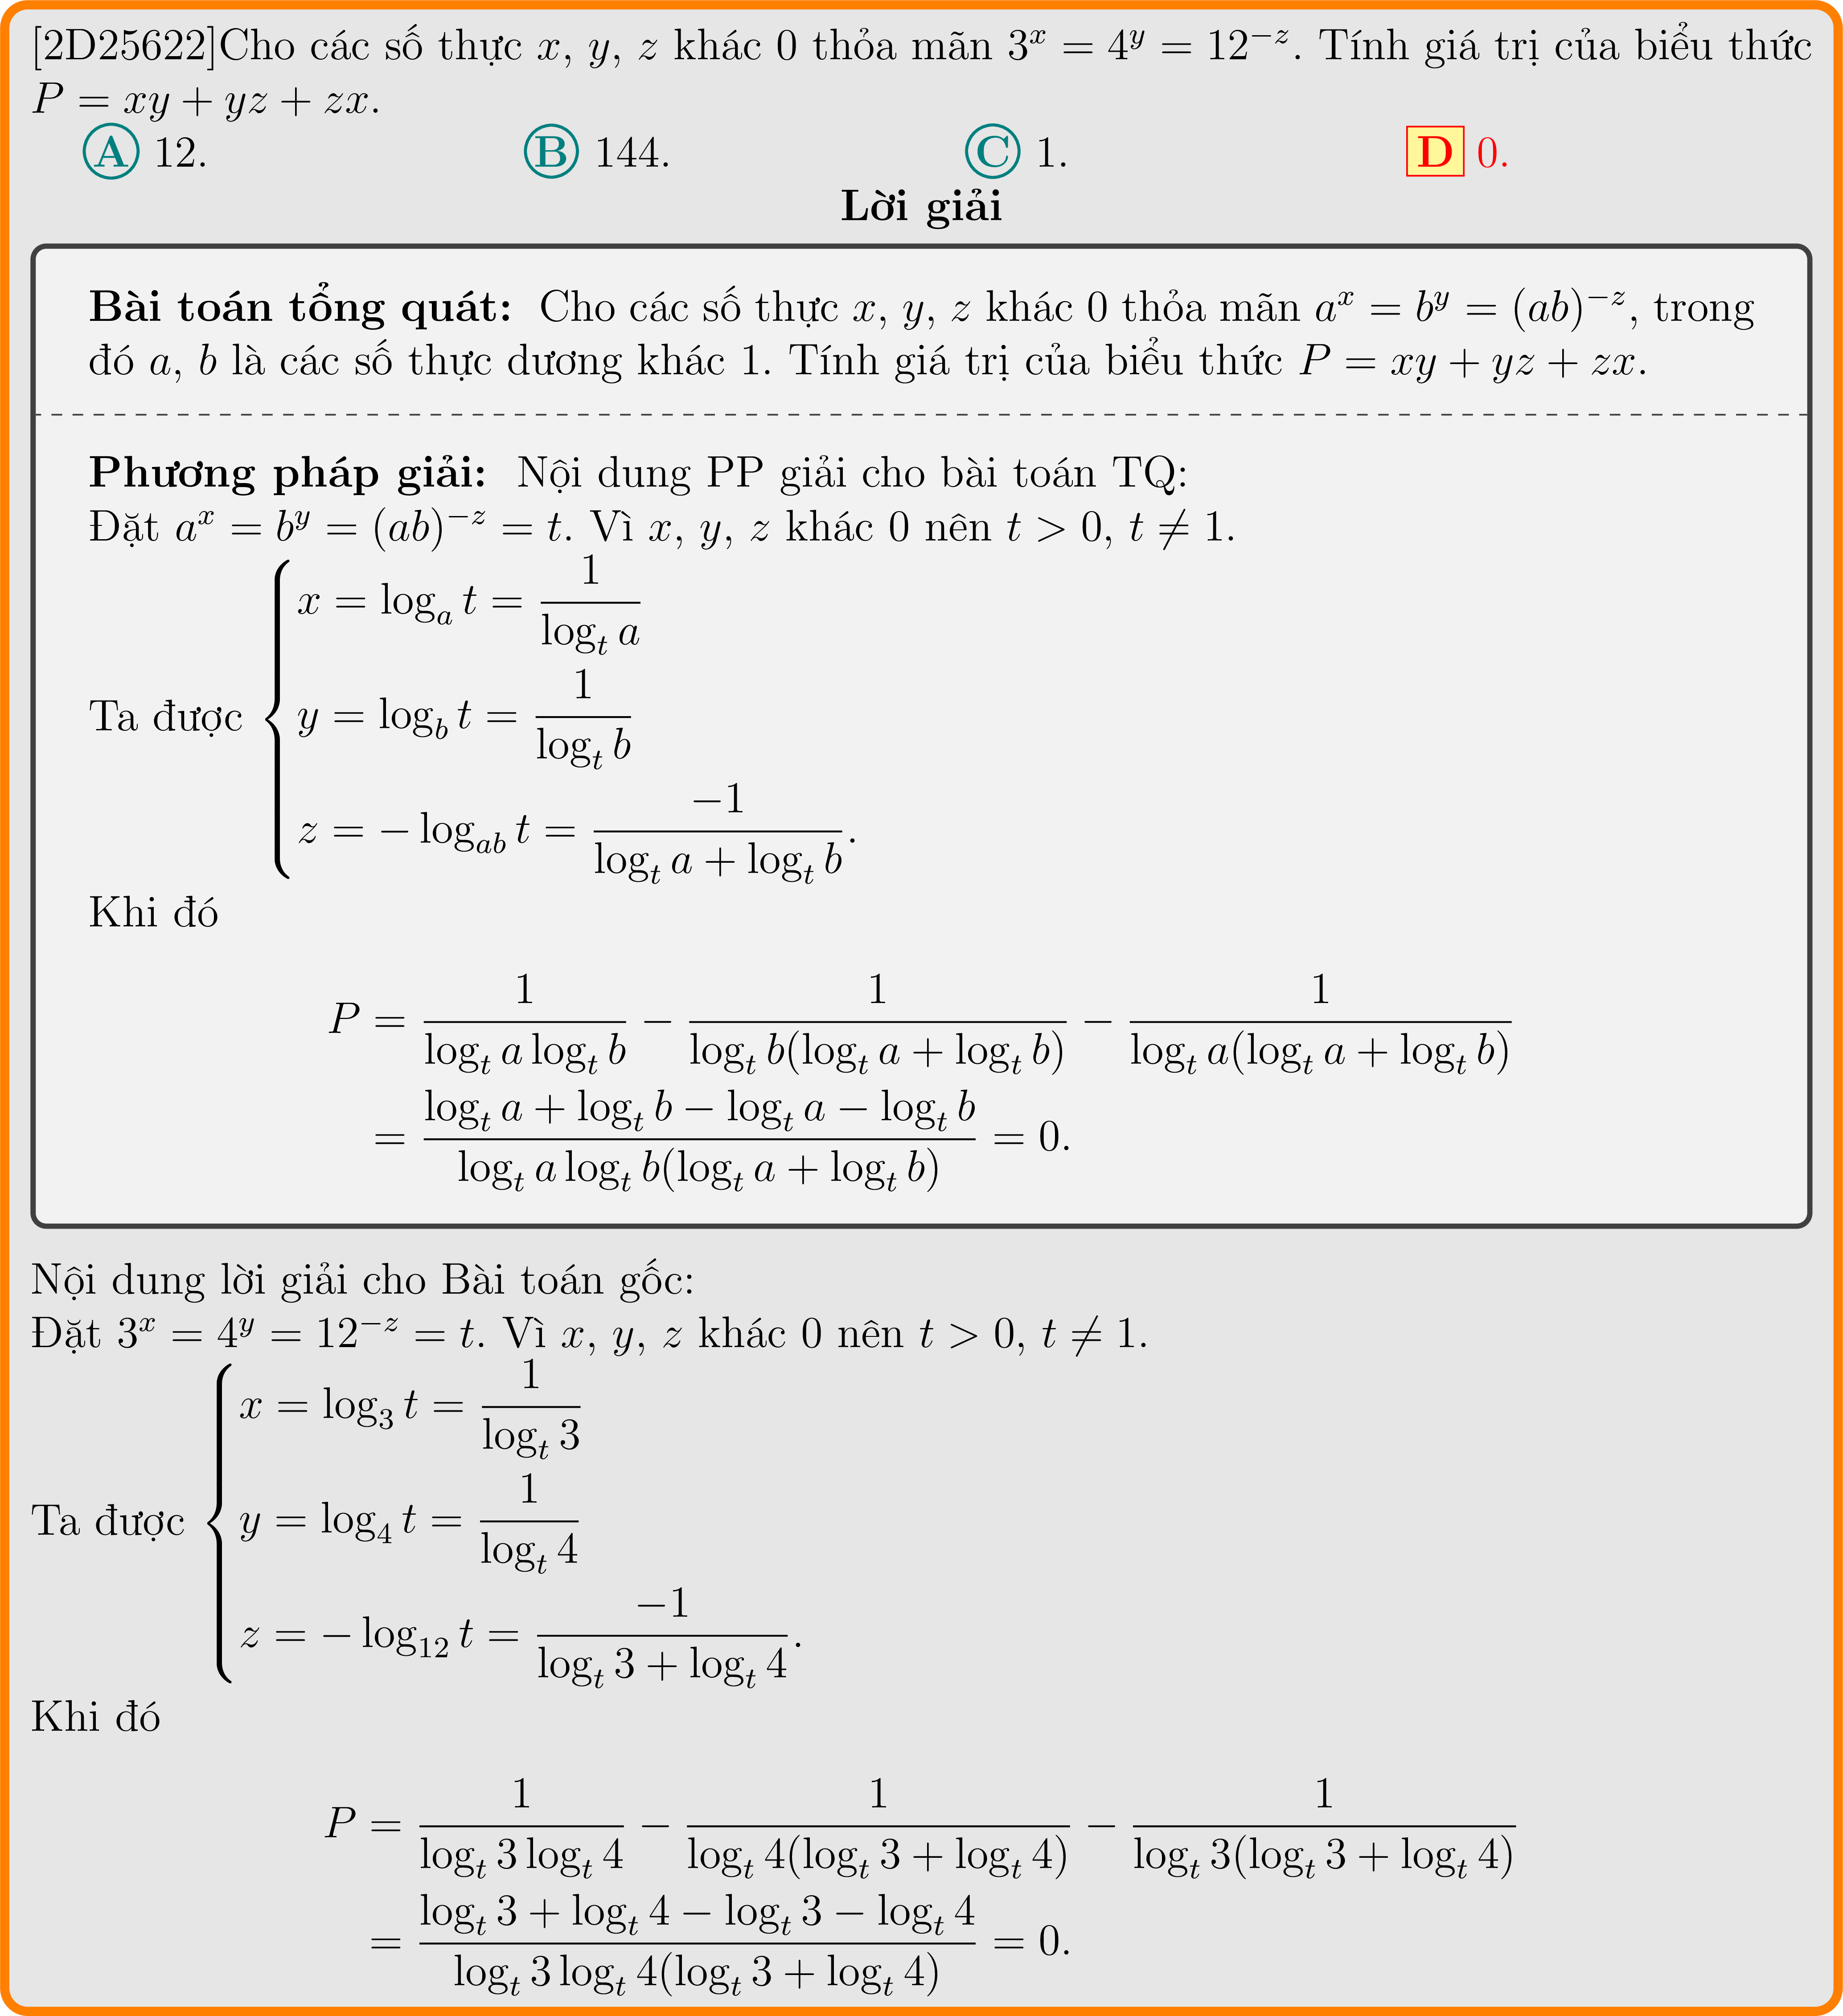 [2D25622]Cho các số thực x, y, z khác 0 thỏa mãn 3^x = 4^y = 12^{−z}. Tính giá trị của biểu thức
P = xy + yz + zx.
A 12. B 144. C 1. D 0.
Lời giải
Bài toán tổng quát: Cho các số thực x, y, z khác 0 thỏa mãn a^x = b^y = (ab)^{−z}, trong
đó a, b là các số thực dương khác 1. Tính giá trị của biểu thức P = xy + yz + zx.
Phương pháp giải: Nội dung PP giải cho bài toán TQ:
Đặt a^x = b^y = (ab)^{−z} = t. Vì x, y, z khác 0 nên t > 0, t ≠ 1.
Ta được { x = \log_a t = \frac{1}{\log_t a}
y = \log_b t = \frac{1}{\log_t b}
z = −\log_{ab} t = \frac{−1}{\log_t a + \log_t b}.
Khi đó
P = \frac{1}{\log_t a \log_t b} − \frac{1}{\log_t b(\log_t a + \log_t b)} − \frac{1}{\log_t a(\log_t a + \log_t b)}
= \frac{\log_t a + \log_t b − \log_t a − \log_t b}{\log_t a \log_t b(\log_t a + \log_t b)} = 0.
Nội dung lời giải cho Bài toán gốc:
Đặt 3^x = 4^y = 12^{−z} = t. Vì x, y, z khác 0 nên t > 0, t ≠ 1.
Ta được { x = \log_3 t = \frac{1}{\log_t 3}
y = \log_4 t = \frac{1}{\log_t 4}
z = −\log_{12} t = \frac{−1}{\log_t 3 + \log_t 4}.
Khi đó
P = \frac{1}{\log_t 3 \log_t 4} − \frac{1}{\log_t 4(\log_t 3 + \log_t 4)} − \frac{1}{\log_t 3(\log_t 3 + \log_t 4)}
= \frac{\log_t 3 + \log_t 4 − \log_t 3 − \log_t 4}{\log_t 3 \log_t 4(\log_t 3 + \log_t 4)} = 0.